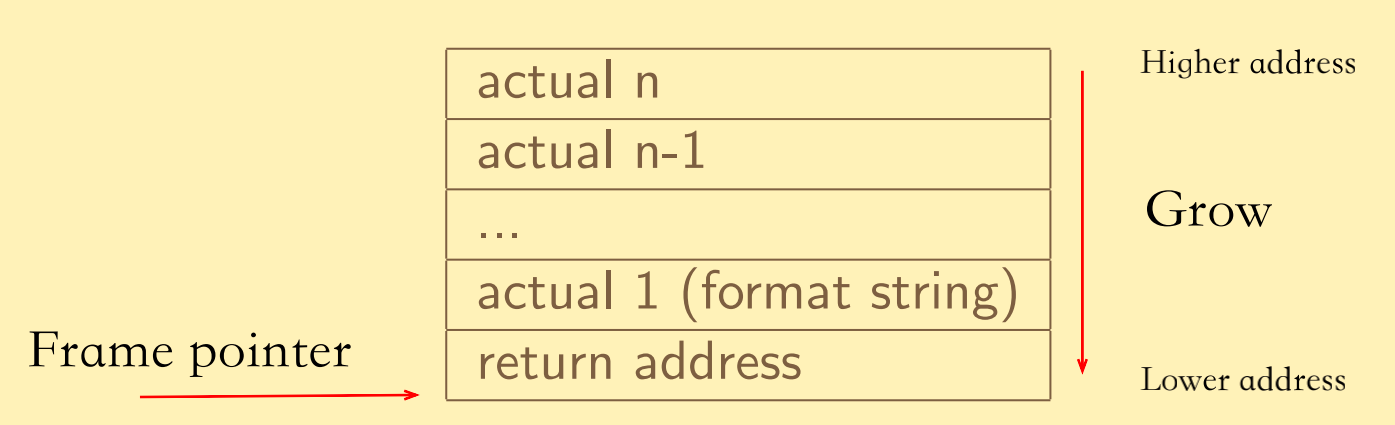 actual n
Higher address
actual n-1
...
Grow
actual 1 (format string)
Frame pointer
return address
Lower address